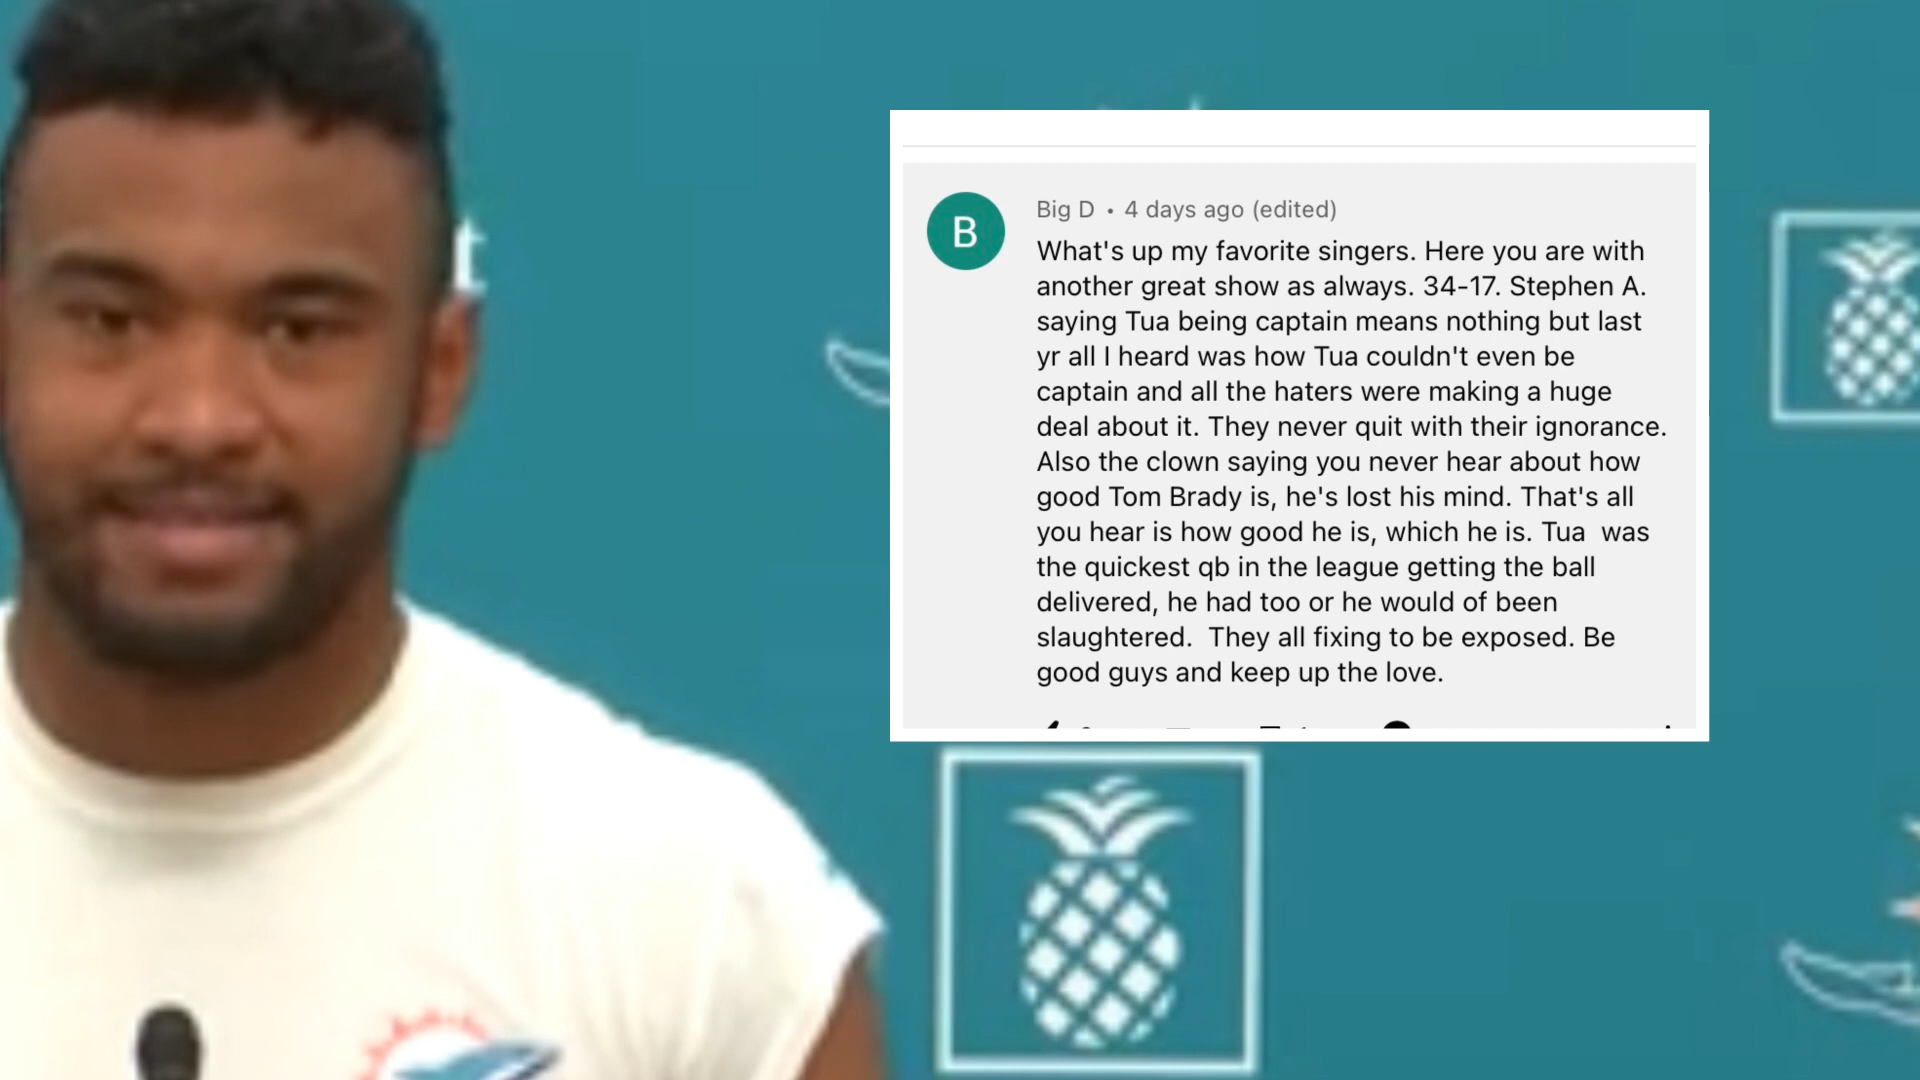 t
B
Big D • 4 days ago (edited)
What's up my favorite singers. Here you are with
another great show as always. 34-17. Stephen A.
saying Tua being captain means nothing but last
yr all I heard was how Tua couldn't even be
captain and all the haters were making a huge
deal about it. They never quit with their ignorance.
Also the clown saying you never hear about how
good Tom Brady is, he's lost his mind. That's all
you hear is how good he is, which he is. Tua  was
the quickest qb in the league getting the ball
delivered, he had too or he would of been
slaughtered.  They all fixing to be exposed. Be
good guys and keep up the love.